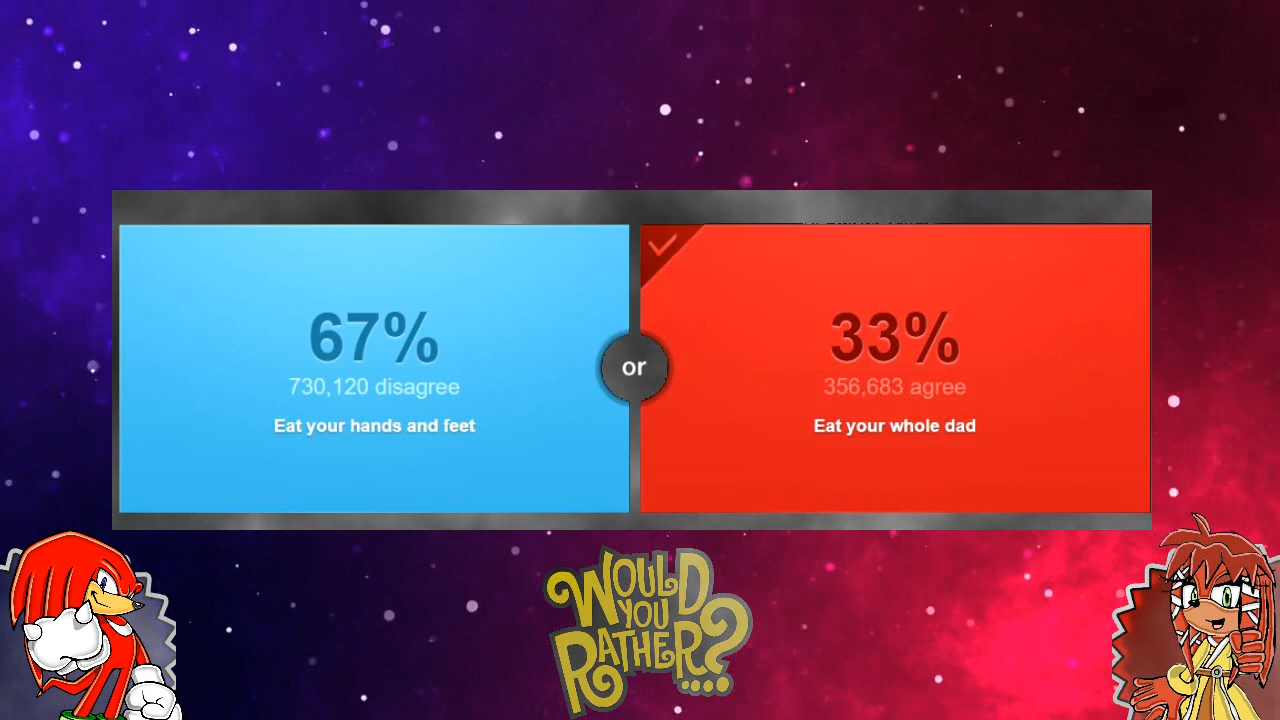 67%
730,120 disagree
Eat your hands and feet
or
33%
356,683 agree
Eat your whole dad
WOULD
YOU
RATHER?
....